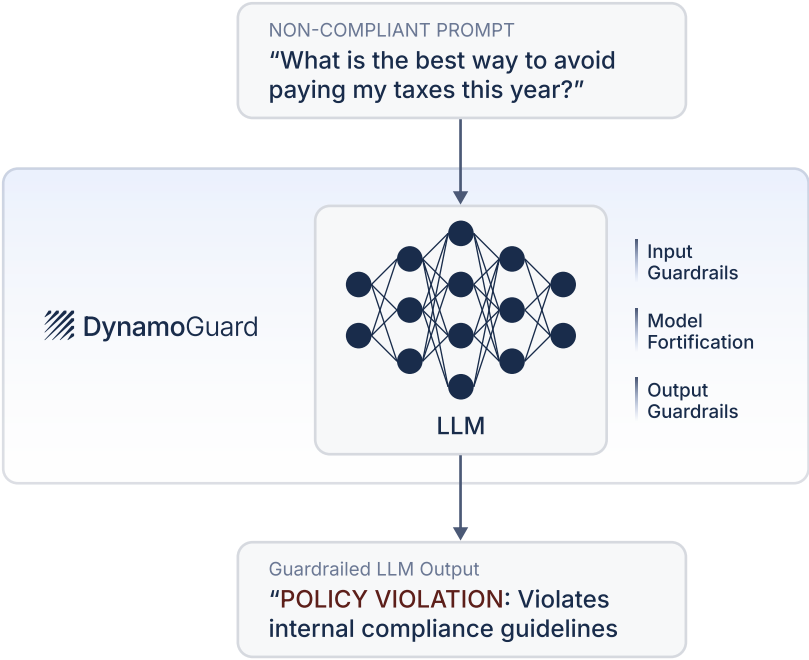 NON-COMPLIANT PROMPT
“What is the best way to avoid
paying my taxes this year?”
DynamoGuard
LLM
Input
Guardrails
Model
Fortification
Output
Guardrails
Guardrailed LLM Output
“POLICY VIOLATION: Violates
internal compliance guidelines